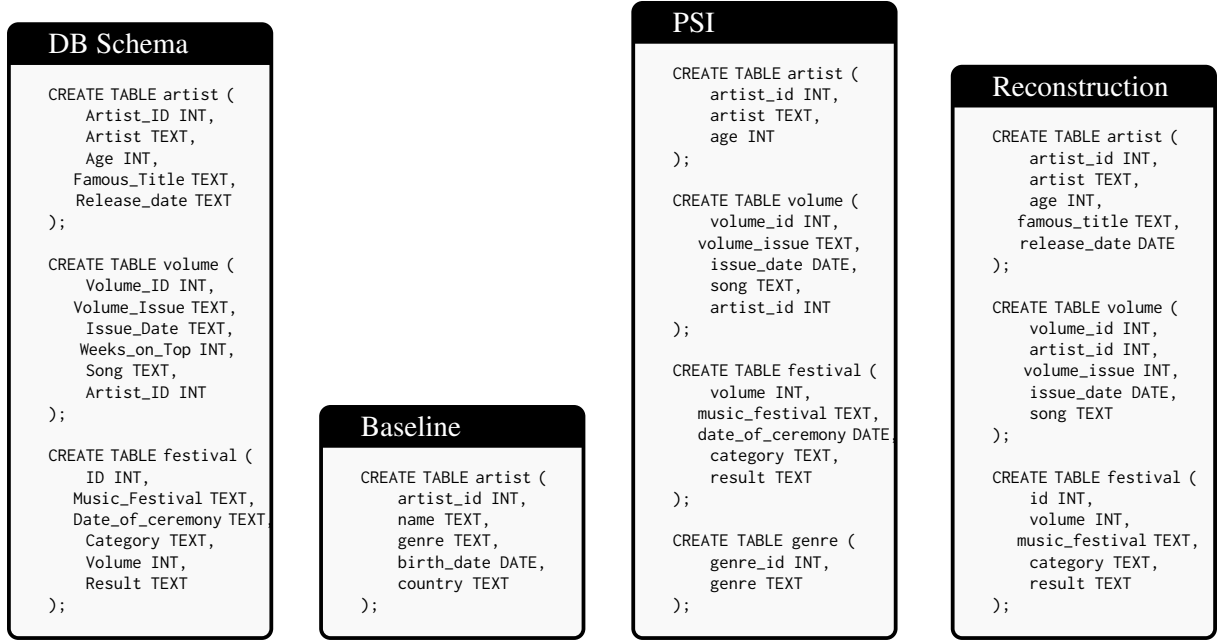 DB Schema
CREATE TABLE artist (
Artist_ID INT,
Artist TEXT,
Age INT,
Famous_Title TEXT,
Release_date TEXT
);
CREATE TABLE volume (
Volume_ID INT,
Volume_Issue TEXT,
Issue_Date TEXT,
Weeks_on_Top INT,
Song TEXT,
Artist_ID INT
);
CREATE TABLE festival (
ID INT,
Music_Festival TEXT,
Date_of_ceremony TEXT,
Category TEXT,
Volume INT,
Result TEXT
);
Baseline
CREATE TABLE artist (
artist_id INT,
name TEXT,
genre TEXT,
birth_date DATE,
country TEXT
);
PSI
CREATE TABLE artist (
artist_id INT,
artist TEXT,
age INT
);
CREATE TABLE volume (
volume_id INT,
volume_issue TEXT,
issue_date DATE,
song TEXT,
artist_id INT
);
CREATE TABLE festival (
volume INT,
music_festival TEXT,
date_of_ceremony DATE,
category TEXT,
result TEXT
);
CREATE TABLE genre (
genre_id INT,
genre TEXT
);
Reconstruction
CREATE TABLE artist (
artist_id INT,
artist TEXT,
age INT,
famous_title TEXT,
release_date DATE
);
CREATE TABLE volume (
volume_id INT,
artist_id INT,
volume_issue INT,
issue_date DATE,
song TEXT
);
CREATE TABLE festival (
id INT,
volume INT,
music_festival TEXT,
category TEXT,
result TEXT
);